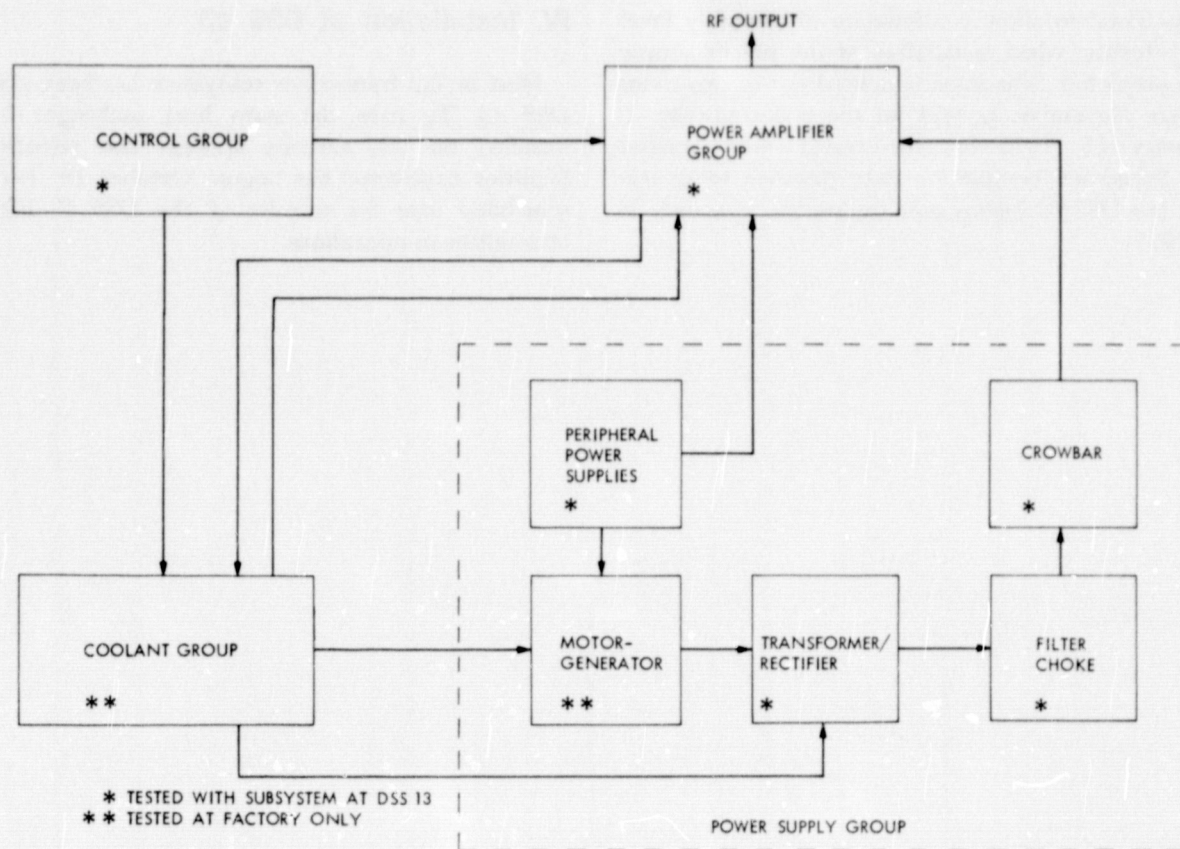 RF OUTPUT
CONTROL GROUP
*
POWER AMPLIFIER
GROUP
*
PERIPHERAL
POWER
SUPPLIES
*
CROWBAR
*
COOLANT GROUP
**
MOTOR-
GENERATOR
**
TRANSFORMER/
RECTIFIER
*
FILTER
CHOKE
*
* TESTED WITH SUBSYSTEM AT DSS 13
** TESTED AT FACTORY ONLY
POWER SUPPLY GROUP